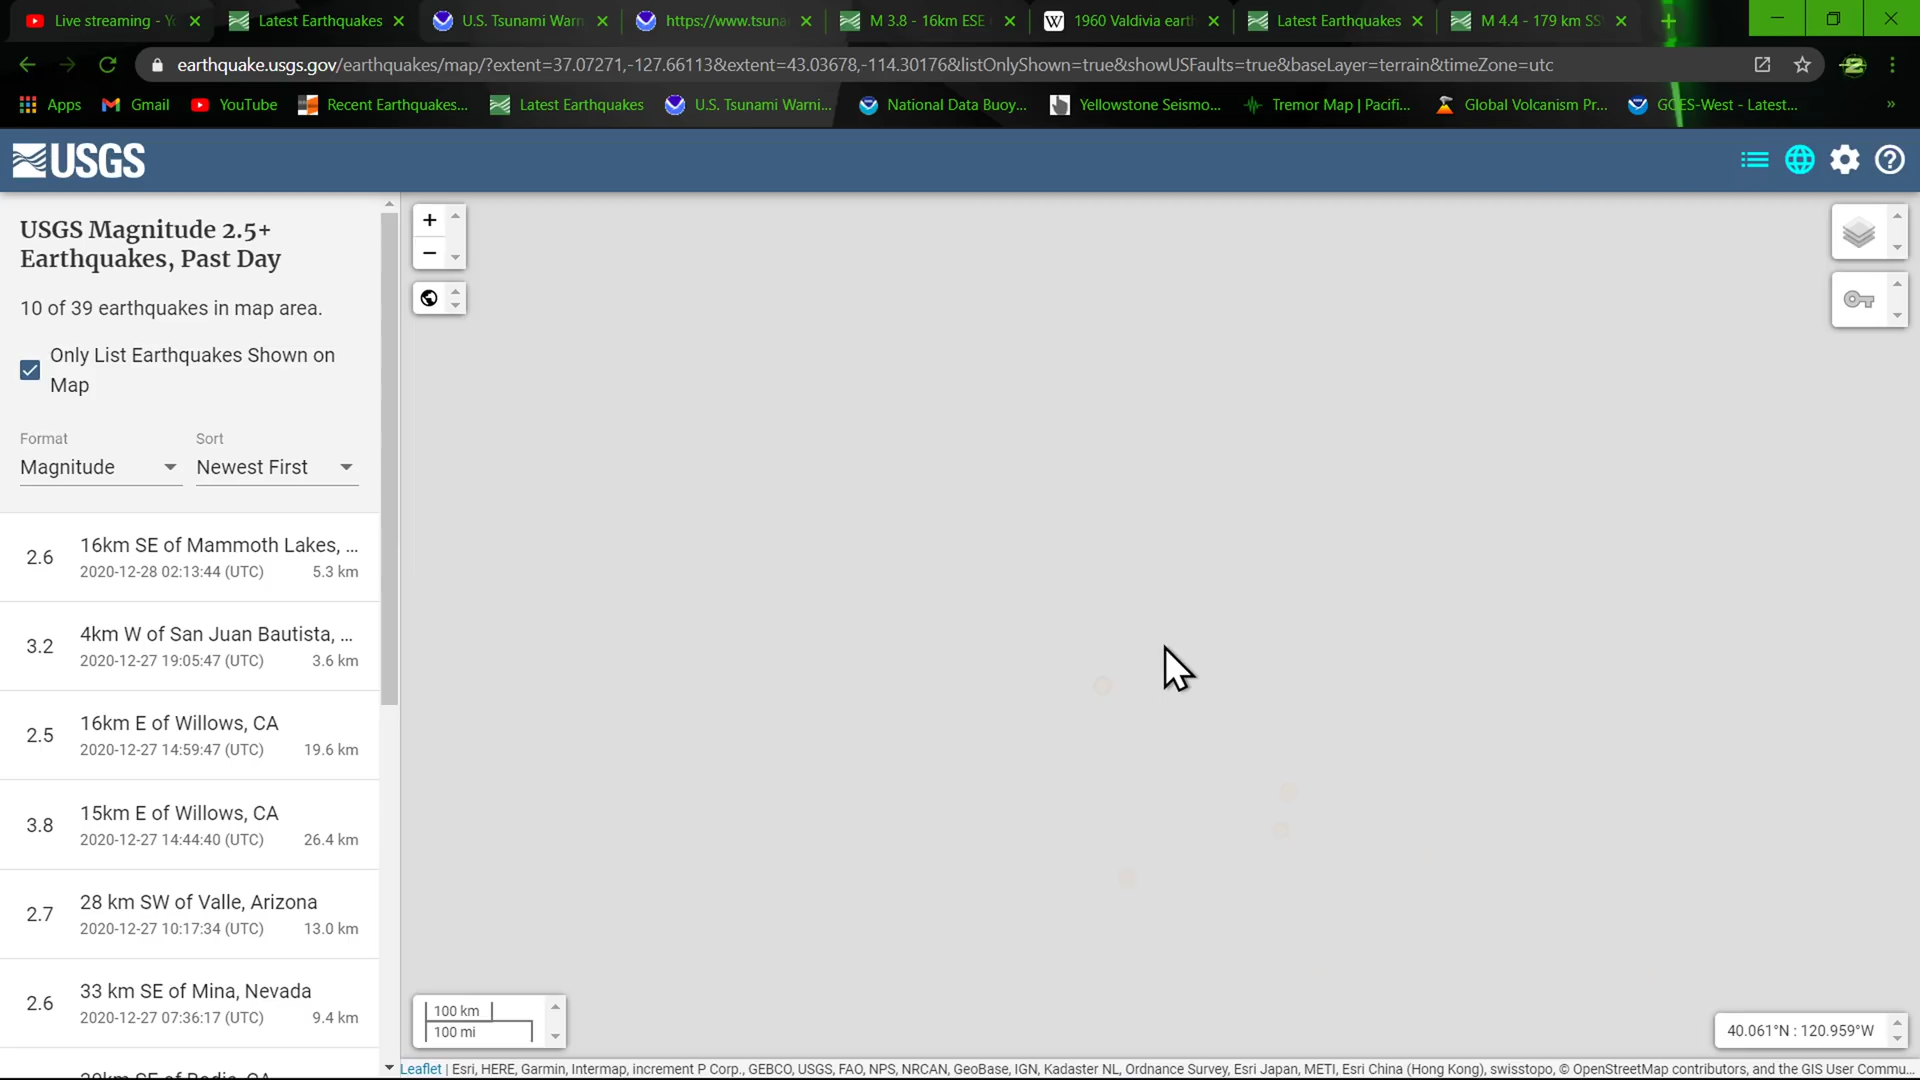 Live streaming - Yo
Latest Earthquakes
U.S. Tsunami Warn
https://www.tsuna
M 3.8 - 16km ESE
1960 Valdivia earth
Latest Earthquakes
M 4.4 - 179 km SS
earthquake.usgs.gov/earthquakes/map/?extent=37.07271,-127.66113&extent=43.03678,-114.30176&listOnlyShown=true&showUSFaults=true&baseLayer=terrain&timeZone=utc
Apps
Gmail
YouTube
Recent Earthquakes...
Latest Earthquakes
U.S. Tsunami Warni...
National Data Buoy...
Yellowstone Seismo...
Tremor Map | Pacifi...
Global Volcanism Pr...
GOES-West - Latest...
»
USGS
USGS Magnitude 2.5+
Earthquakes, Past Day
10 of 39 earthquakes in map area.
Only List Earthquakes Shown on
Map
Format Sort
Magnitude Newest First
2.6
16km SE of Mammoth Lakes, ...
2020-12-28 02:13:44 (UTC) 5.3 km
3.2
4km W of San Juan Bautista, ...
2020-12-27 19:05:47 (UTC) 3.6 km
2.5
16km E of Willows, CA
2020-12-27 14:59:47 (UTC) 19.6 km
3.8
15km E of Willows, CA
2020-12-27 14:44:40 (UTC) 26.4 km
2.7
28 km SW of Valle, Arizona
2020-12-27 10:17:34 (UTC) 13.0 km
2.6
33 km SE of Mina, Nevada
2020-12-27 07:36:17 (UTC) 9.4 km
+
−
100 km
100 mi
40.061°N : 120.959°W
Leaflet | Esri, HERE, Garmin, Intermap, increment P Corp., GEBCO, USGS, FAO, NPS, NRCAN, GeoBase, IGN, Kadaster NL, Ordnance Survey, Esri Japan, METI, Esri China (Hong Kong), swisstopo, © OpenStreetMap contributors, and the GIS User Commu...